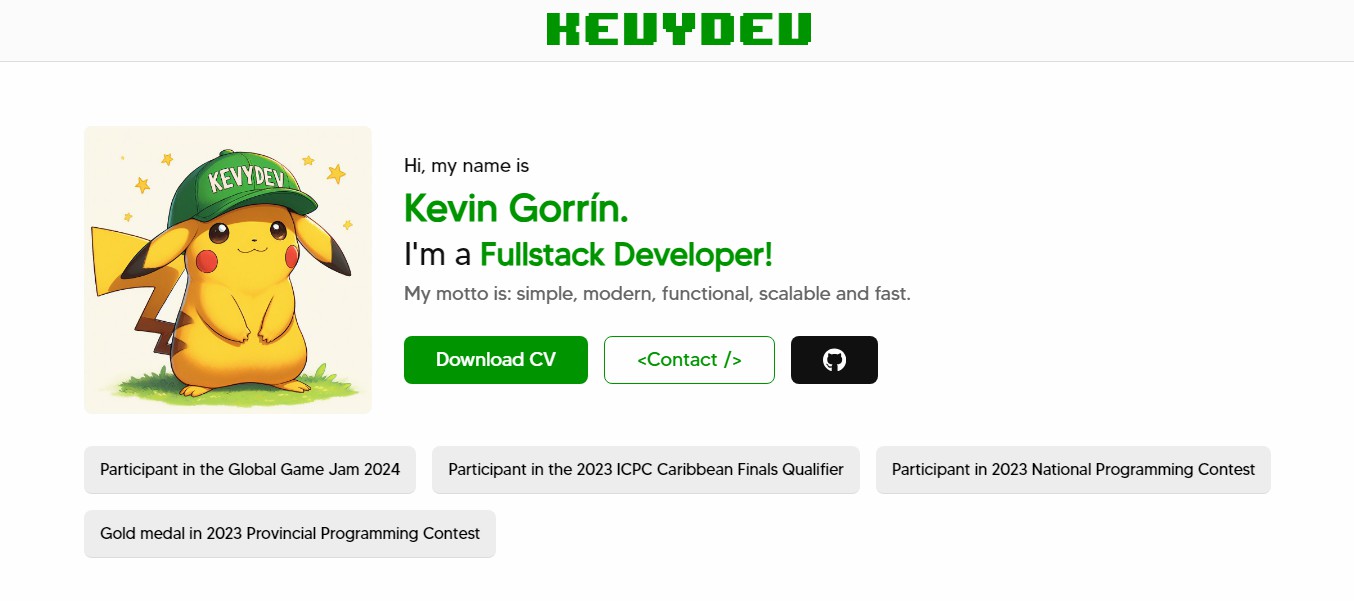 KEVYDEV
KEVYDEV
Hi, my name is
Kevin Gorrín.
I'm a Fullstack Developer!
My motto is: simple, modern, functional, scalable and fast.
Download CV
<Contact />
Participant in the Global Game Jam 2024
Participant in the 2023 ICPC Caribbean Finals Qualifier
Participant in 2023 National Programming Contest
Gold medal in 2023 Provincial Programming Contest